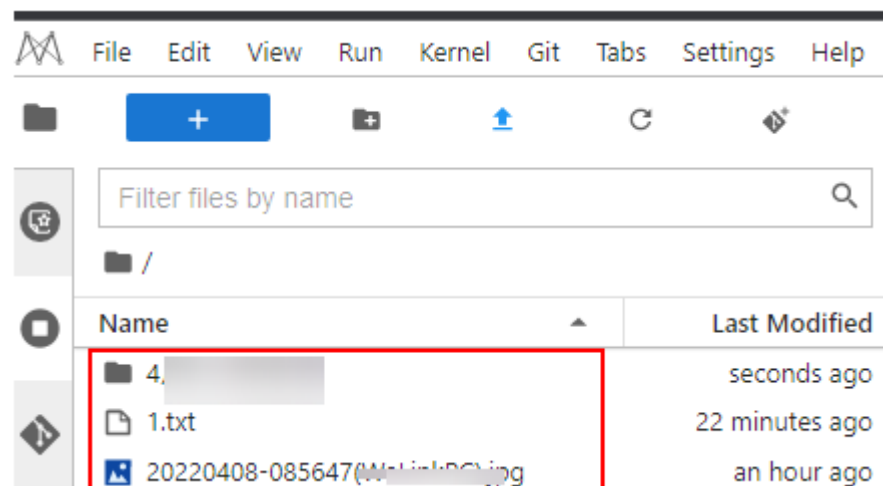 File Edit View Run Kernel Git Tabs Settings Help
Filter files by name
/
Name Last Modified
4, seconds ago
1.txt 22 minutes ago
20220408-085647( .jpg an hour ago